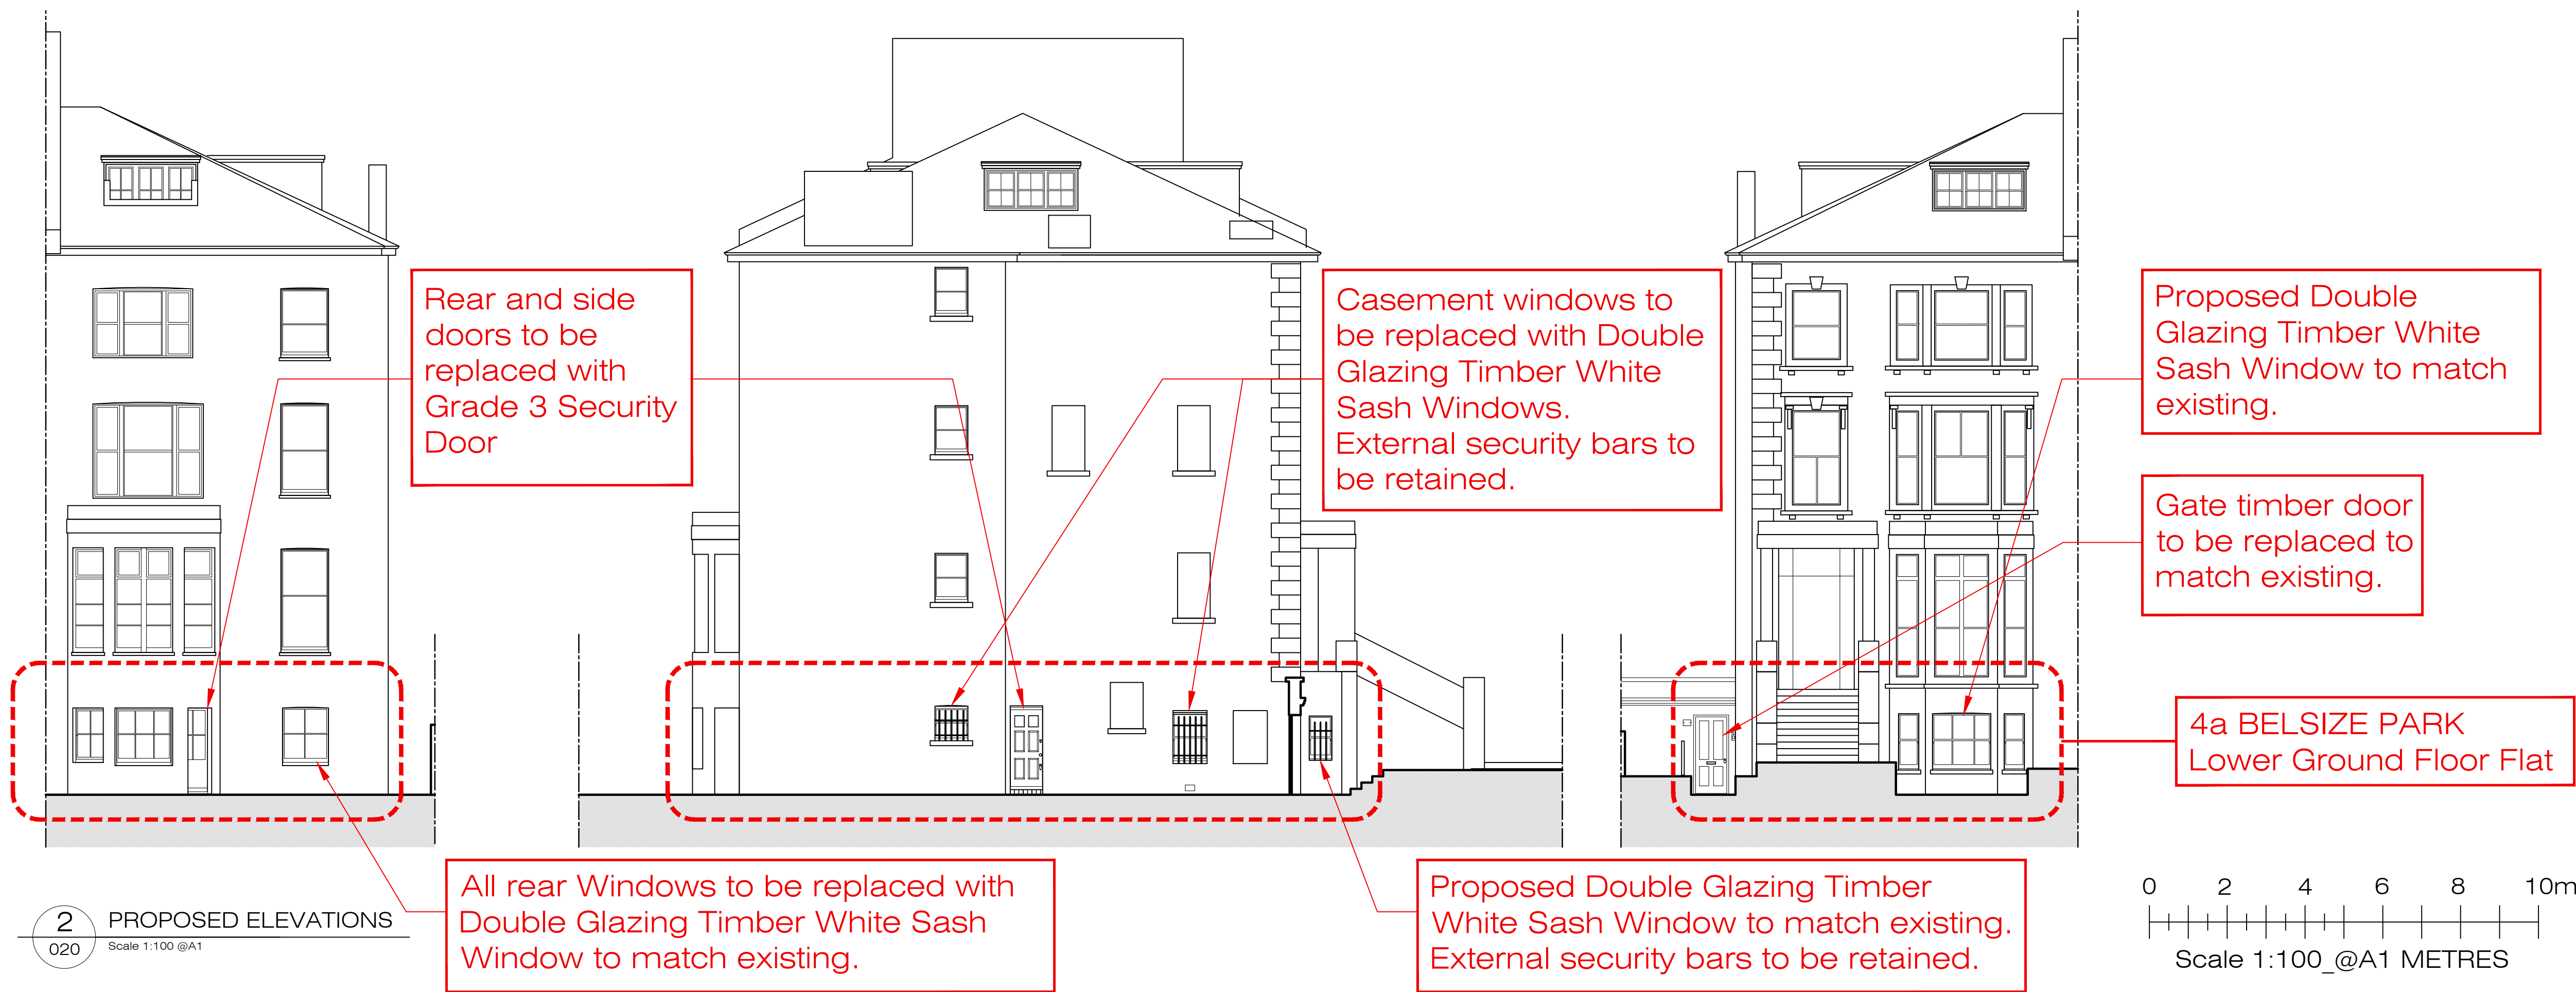 Rear and side
doors to be
replaced with
Grade 3 Security
Door
Casement windows to
be replaced with Double
Glazing Timber White
Sash Windows.
External security bars to
be retained.
Proposed Double
Glazing Timber White
Sash Window to match
existing.
Gate timber door
to be replaced to
match existing.
4a BELSIZE PARK
Lower Ground Floor Flat
All rear Windows to be replaced with
Double Glazing Timber White Sash
Window to match existing.
Proposed Double Glazing Timber
White Sash Window to match existing.
External security bars to be retained.
2
020
PROPOSED ELEVATIONS
Scale 1:100 @A1
0 2 4 6 8 10m
Scale 1:100_@A1 METRES